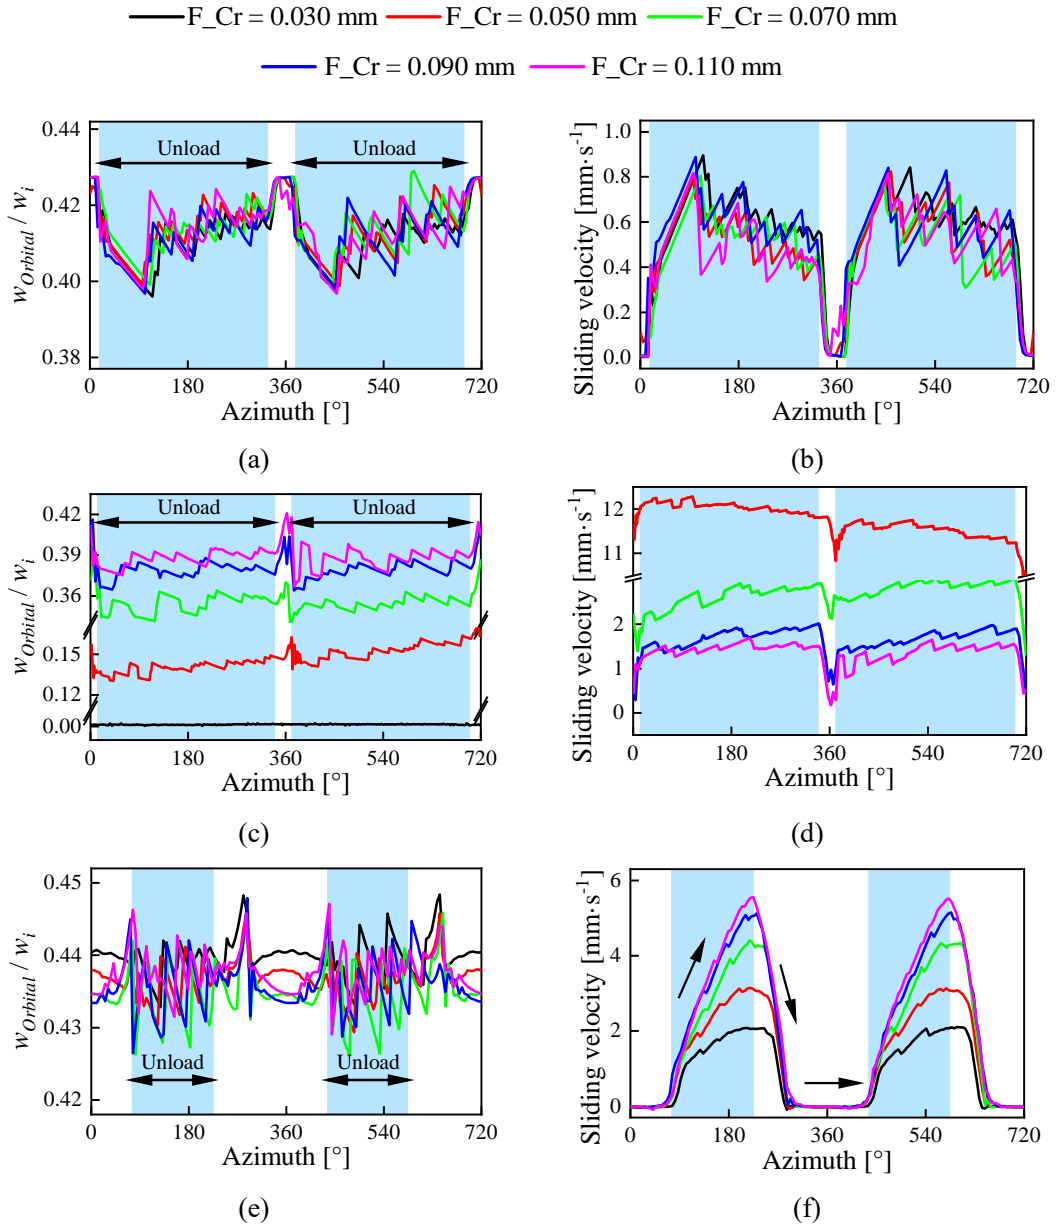 F_Cr = 0.030 mm F_Cr = 0.050 mm F_Cr = 0.070 mm
F_Cr = 0.090 mm F_Cr = 0.110 mm
w_Orbital / w_i
0.44
0.42
0.40
0.38
Unload Unload
0 180 360 540 720
Azimuth [°]
(a)
Sliding velocity [mm·s⁻¹]
1.0
0.8
0.6
0.4
0.2
0.0
0 180 360 540 720
Azimuth [°]
(b)
w_Orbital / w_i
0.42
0.39
0.36
0.15
0.12
0.00
Unload Unload
0 180 360 540 720
Azimuth [°]
(c)
Sliding velocity [mm·s⁻¹]
12
11
2
1
0
0 180 360 540 720
Azimuth [°]
(d)
w_Orbital / w_i
0.45
0.44
0.43
0.42
Unload Unload
0 180 360 540 720
Azimuth [°]
(e)
Sliding velocity [mm·s⁻¹]
6
4
2
0
0 180 360 540 720
Azimuth [°]
(f)